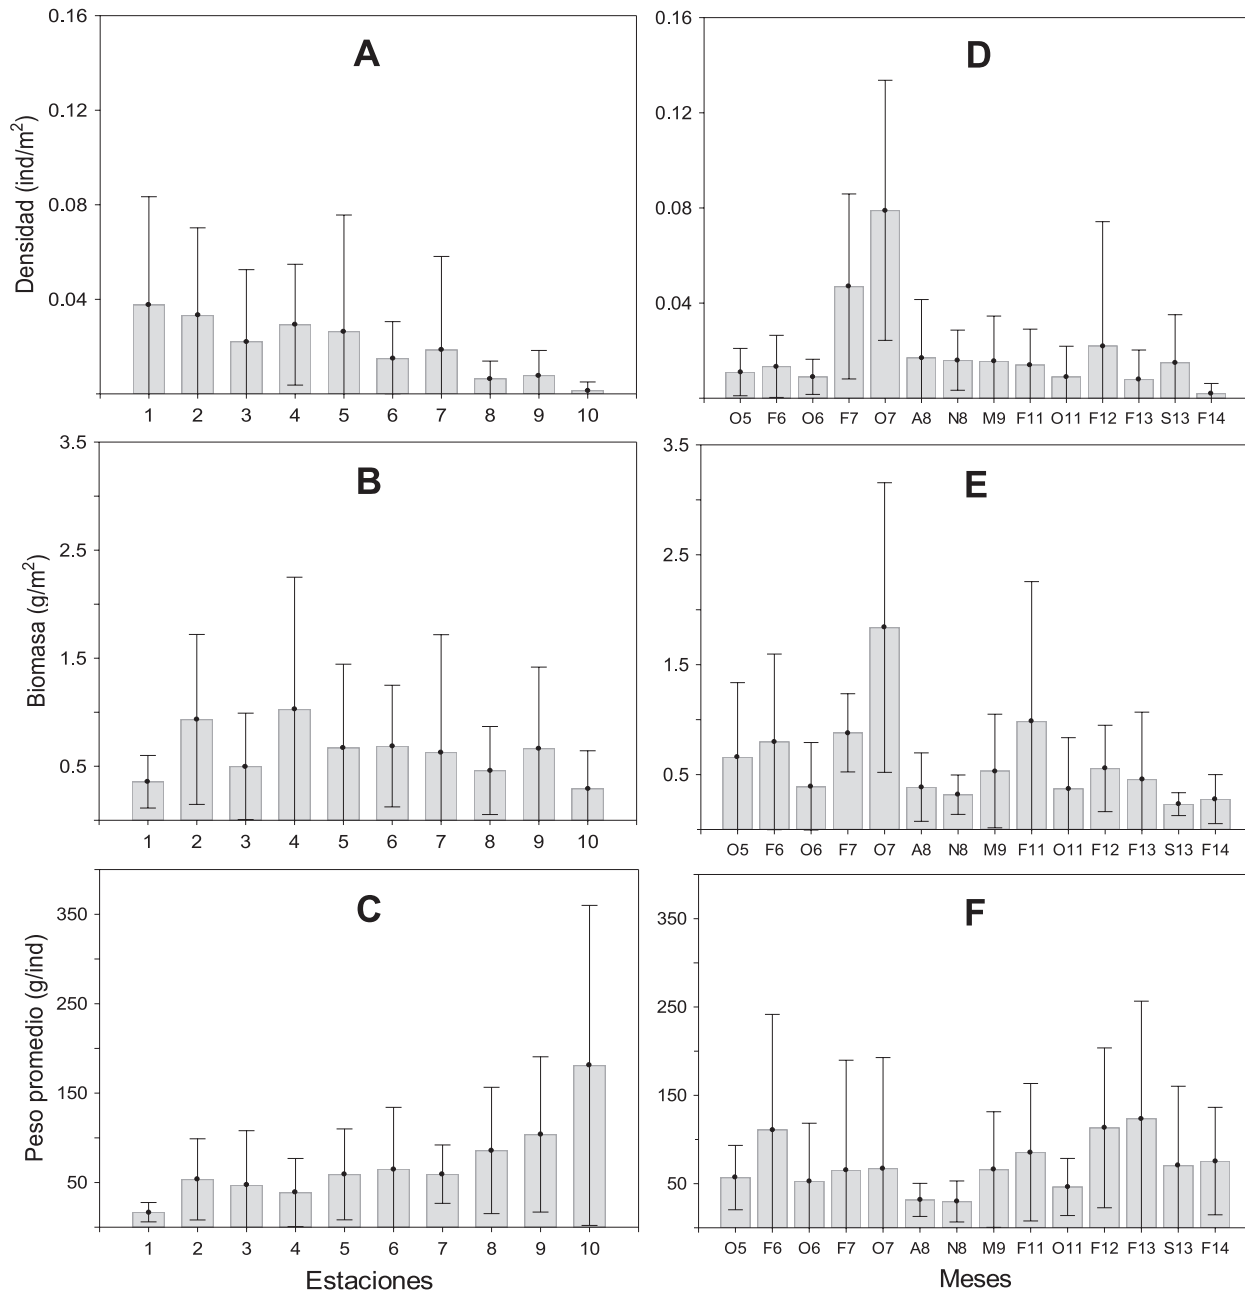 A
Densidad (ind/m²)
0.16
0.12
0.08
0.04
1 2 3 4 5 6 7 8 9 10
D
0.16
0.12
0.08
0.04
O5 F6 O6 F7 O7 A8 N8 M9 F11 O11 F12 F13 S13 F14
B
Biomasa (g/m²)
3.5
2.5
1.5
0.5
1 2 3 4 5 6 7 8 9 10
E
3.5
2.5
1.5
0.5
O5 F6 O6 F7 O7 A8 N8 M9 F11 O11 F12 F13 S13 F14
C
Peso promedio (g/ind)
350
250
150
50
1 2 3 4 5 6 7 8 9 10
Estaciones
F
350
250
150
50
O5 F6 O6 F7 O7 A8 N8 M9 F11 O11 F12 F13 S13 F14
Meses